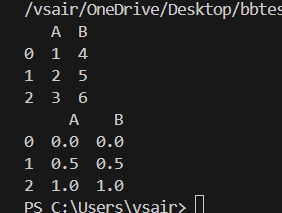 /vsair/OneDrive/Desktop/bbtes
A B
0 1 4
1 2 5
2 3 6
A B
0 0.0 0.0
1 0.5 0.5
2 1.0 1.0
PS C:\Users\vsair>